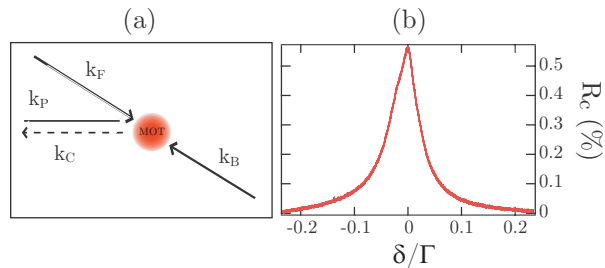 (a)
(b)
k_F
k_P
MOT
k_C
k_B
0.5
0.4
0.3
0.2
0.1
0
R_c (%)
-0.2 -0.1 0 0.1 0.2
δ/Γ